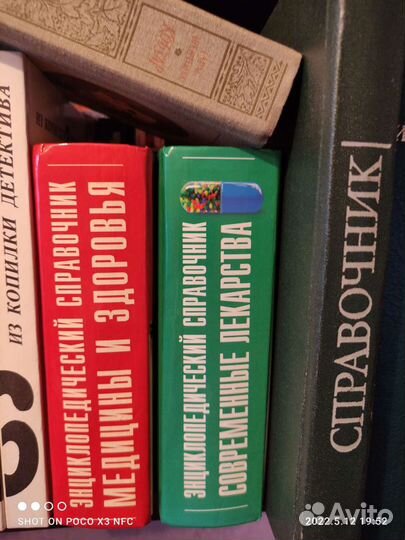 ИЗ КОПИЛКИ ДЕТЕКТИВА
ЭНЦИКЛОПЕДИЧЕСКИЙ СПРАВОЧНИК
МЕДИЦИНЫ И ЗДОРОВЬЯ
ЭНЦИКЛОПЕДИЧЕСКИЙ СПРАВОЧНИК
СОВРЕМЕННЫЕ ЛЕКАРСТВА
СПРАВОЧНИК
SHOT ON POCO X3 NFC
2022.5.12 19:52
Avito